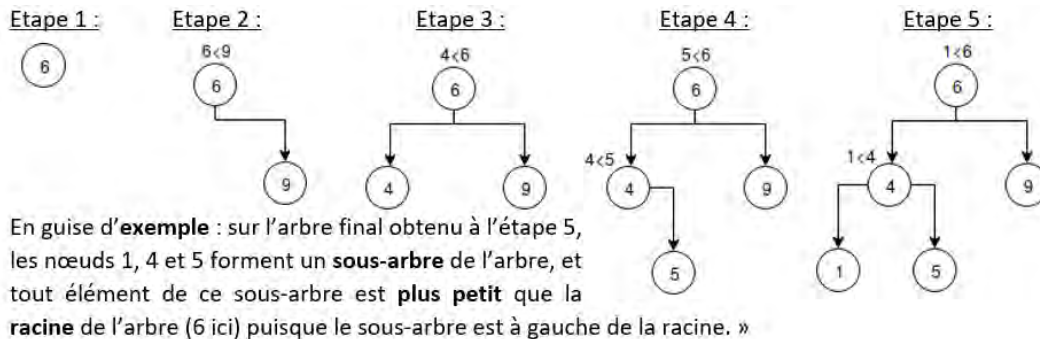 Etape 1 :
Etape 2 :
Etape 3 :
Etape 4 :
Etape 5 :
6
6<9
6
9
4<6
6
4
9
5<6
6
4<5
4
9
5
1<6
6
1<4
4
9
1
5
En guise d'exemple : sur l'arbre final obtenu à l'étape 5,
les nœuds 1, 4 et 5 forment un sous-arbre de l'arbre, et
tout élément de ce sous-arbre est plus petit que la
racine de l'arbre (6 ici) puisque le sous-arbre est à gauche de la racine. »